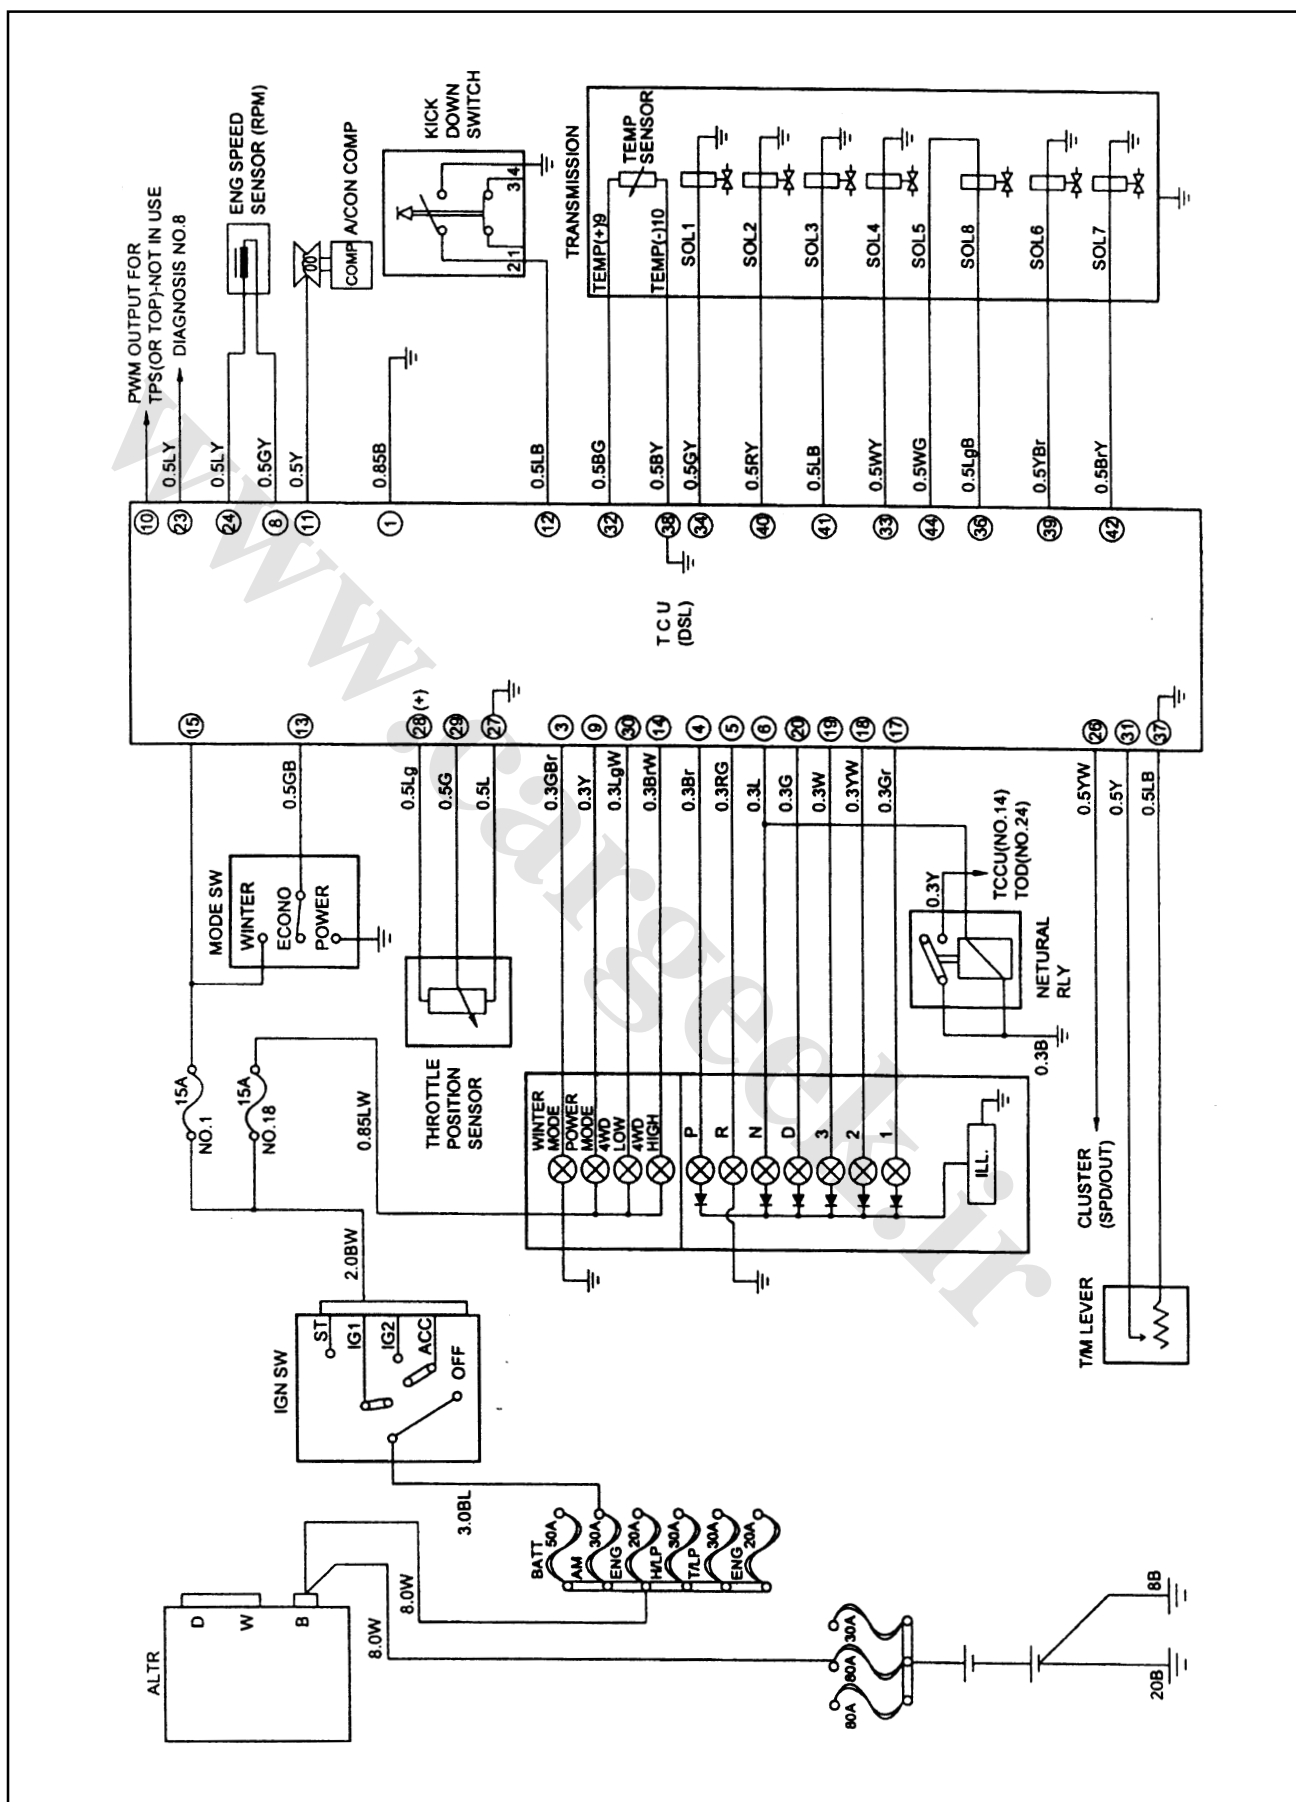 ALTR
D
W
B
8.0W
8.0W
80A
80A
30A
20B
8B
BATT
50A
AM
30A
ENG
20A
H/LP
30A
T/LP
30A
ENG
20A
3.0BL
IGN SW
ST
IG1
IG2
ACC
OFF
2.0BW
NO.1
15A
NO.18
15A
0.85LW
MODE SW
WINTER
ECONO
POWER
0.5GB
THROTTLE
POSITION
SENSOR
0.5Lg
0.5G
0.5L
WINTER
MODE
POWER
MODE
4WD
LOW
4WD
HIGH
P
R
N
D
3
2
1
ILL.
0.3GBr
0.3Y
0.3LgW
0.3BrW
0.3Br
0.3RG
0.3L
0.3G
0.3W
0.3YW
0.3Gr
NETURAL
RLY
0.3B
0.3Y
TCCU(NO.14)
TOD(NO.24)
CLUSTER
(SPD/OUT)
T/M LEVER
0.5YW
0.5Y
0.5LB
15
13
28 (+)
29
27
3
9
30
14
4
5
6
20
19
18
17
26
31
37
T C U
(DSL)
10
23
24
8
11
1
12
32
38
34
40
41
33
44
36
39
42
0.5LY
0.5LY
0.5GY
0.5Y
0.85B
0.5LB
0.5BG
0.5BY
0.5GY
0.5RY
0.5LB
0.5WY
0.5WG
0.5LgB
0.5YBr
0.5BrY
PWM OUTPUT FOR
TPS(OR TOP)-NOT IN USE
DIAGNOSIS NO.8
ENG SPEED
SENSOR (RPM)
COMP
A/CON COMP
KICK
DOWN
SWITCH
2
1
3
4
TRANSMISSION
TEMP(+)9
TEMP(-)10
TEMP
SENSOR
SOL1
SOL2
SOL3
SOL4
SOL5
SOL8
SOL6
SOL7
www.cargeek.ir